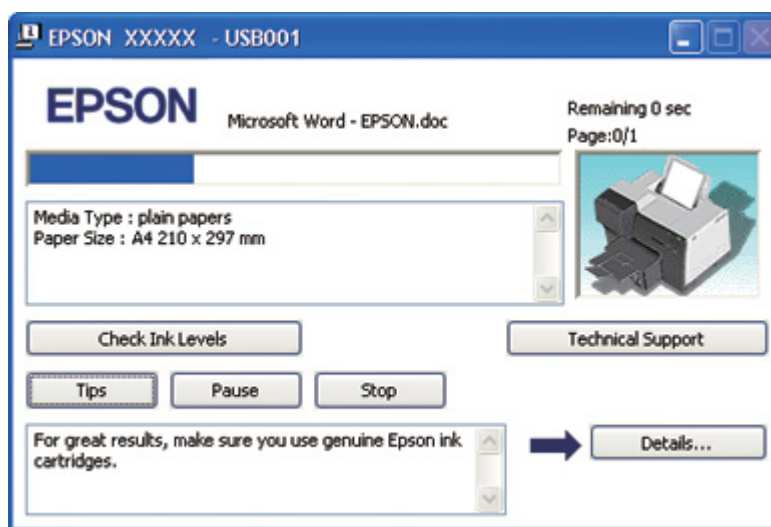 EPSON XXXXX - USB001
EPSON
Microsoft Word - EPSON.doc
Remaining 0 sec
Page:0/1
Media Type : plain papers
Paper Size : A4 210 x 297 mm
Check Ink Levels
Technical Support
Tips
Pause
Stop
For great results, make sure you use genuine Epson ink
cartridges.
Details...